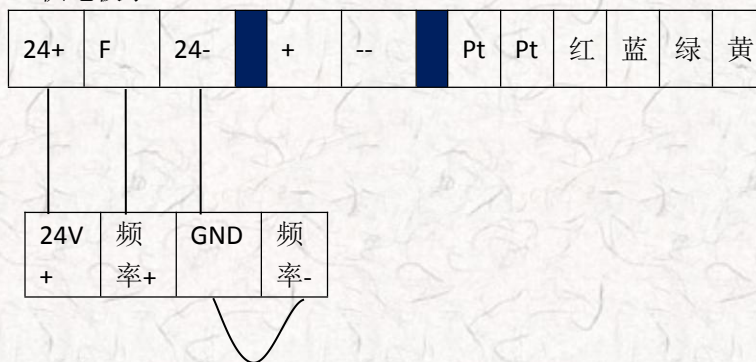 24+ F 24- + -- Pt Pt 红 蓝 绿 黄
24V 频 GND 频
+ 率+ 率-